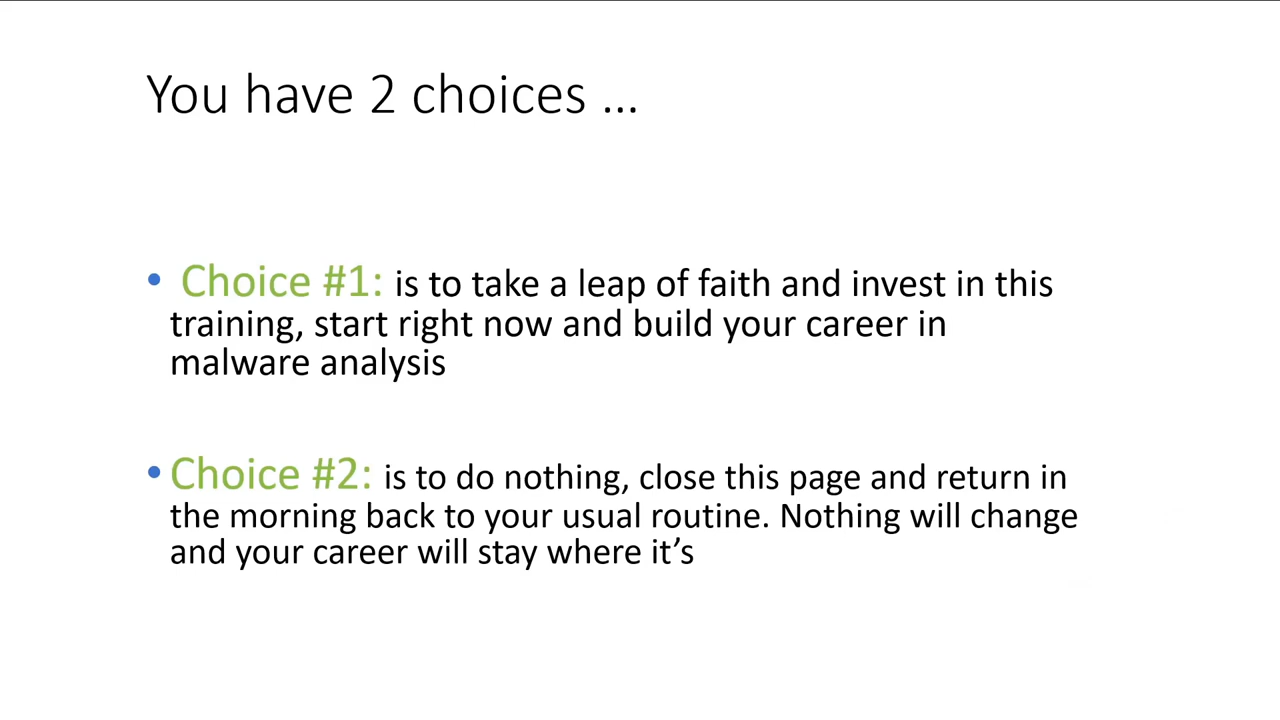 You have 2 choices ...
• Choice #1: is to take a leap of faith and invest in this
training, start right now and build your career in
malware analysis
• Choice #2: is to do nothing, close this page and return in
the morning back to your usual routine. Nothing will change
and your career will stay where it’s